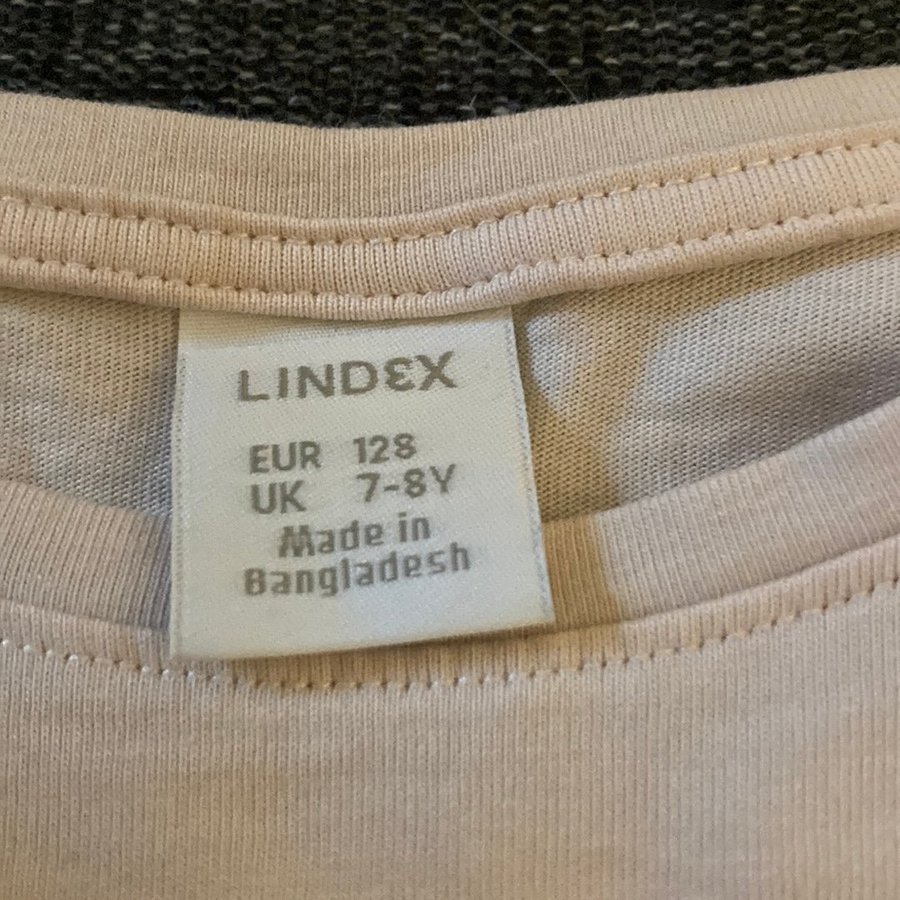 LINDEX
EUR 128
UK 7-8Y
Made in
Bangladesh